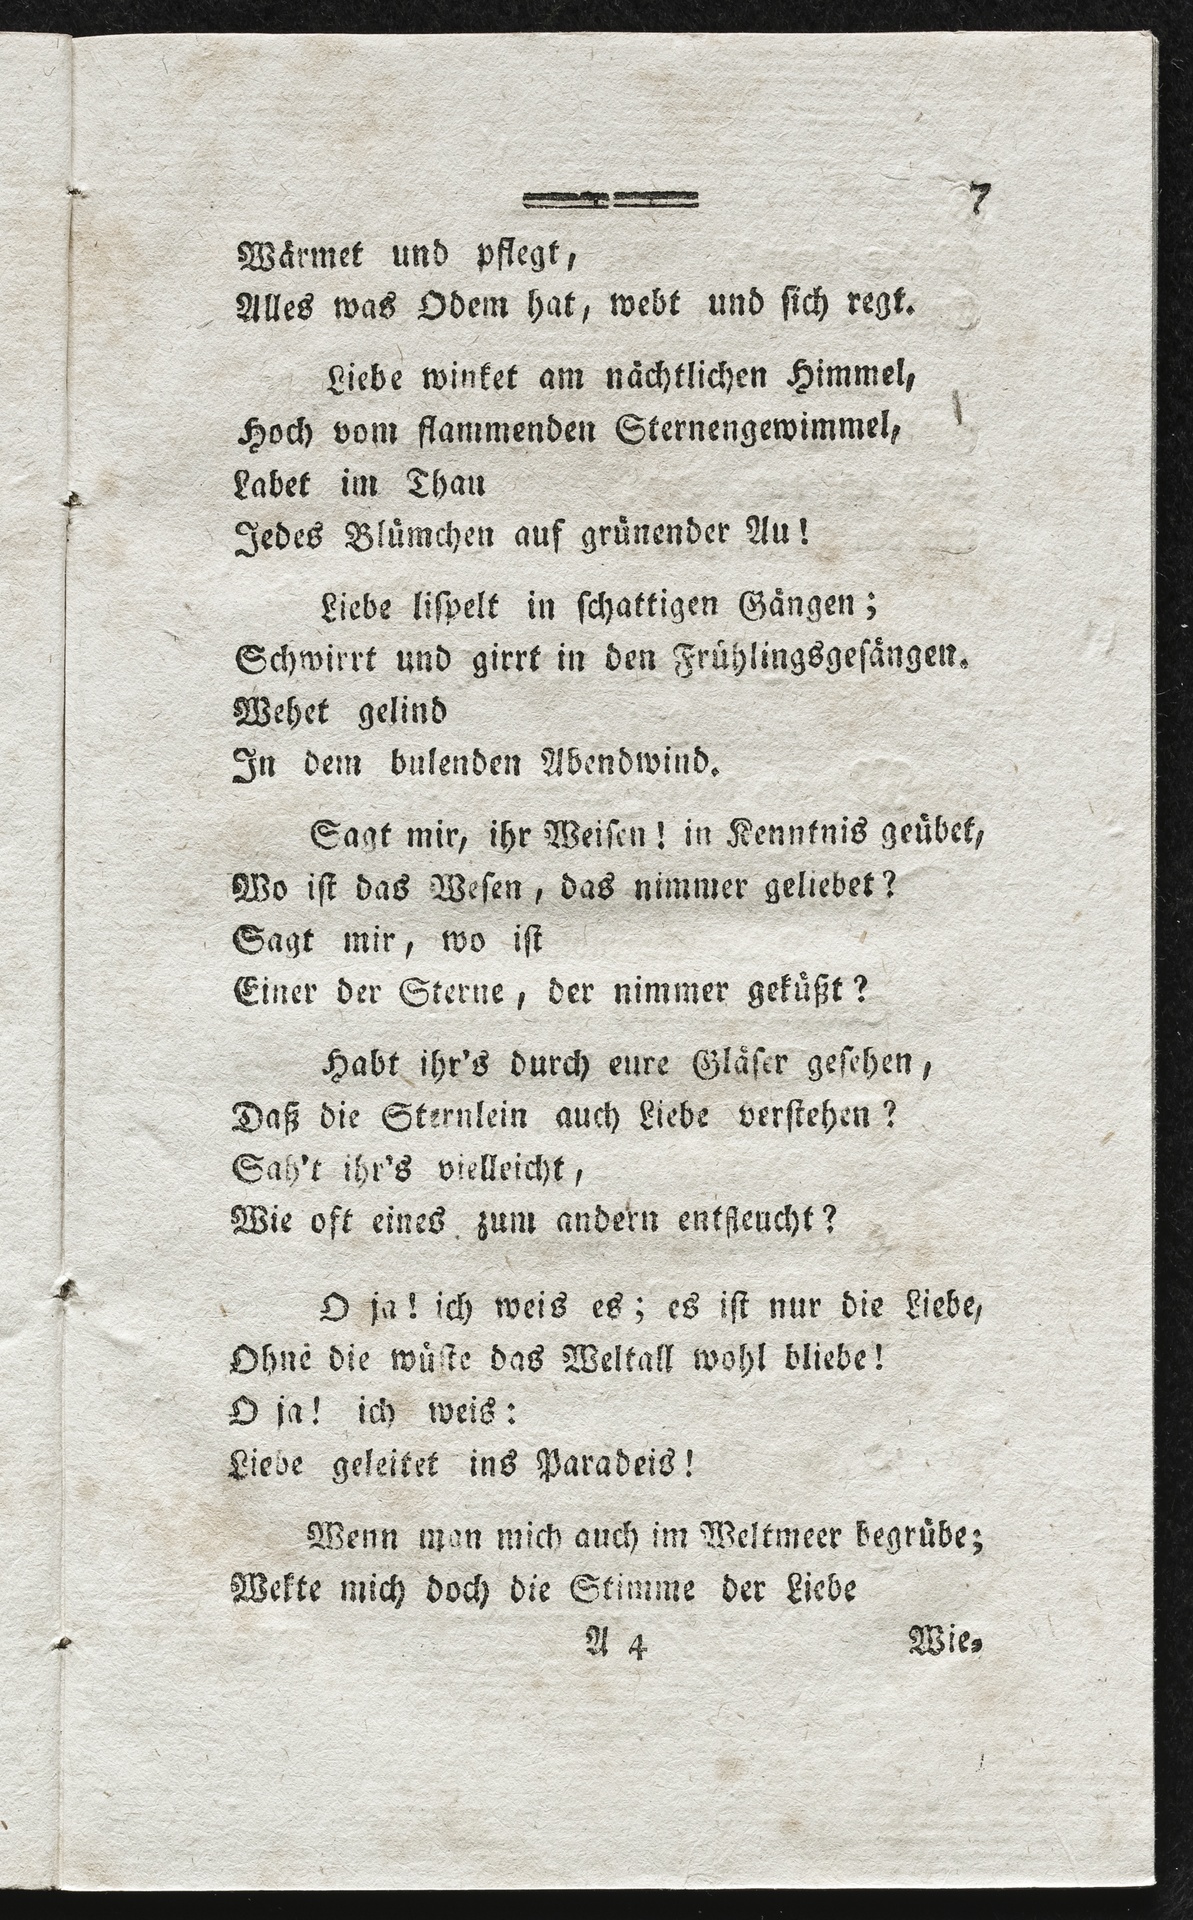 7
Wärmet und pflegt,
Alles was Odem hat, webt und ſich regt.
Liebe winket am nächtlichen Himmel,
Hoch vom flammenden Sternengewimmel,
Labet im Thau
Jedes Blümchen auf grünender Au!
Liebe liſpelt in ſchattigen Gängen;
Schwirrt und girrt in den Frühlingsgeſängen.
Wehet gelind
In dem bulenden Abendwind.
Sagt mir, ihr Weiſen! in Kenntnis geübet,
Wo iſt das Weſen, das nimmer geliebet?
Sagt mir, wo iſt
Einer der Sterne, der nimmer geküßt?
Habt ihr's durch eure Gläſer geſehen,
Daß die Sternlein auch Liebe verſtehen?
Sah't ihr's vielleicht,
Wie oft eines zum andern entfleucht?
O ja! ich weis es; es iſt nur die Liebe,
Ohne die wüſte das Weltall wohl bliebe!
O ja! ich weis:
Liebe geleitet ins Paradeis!
Wenn man mich auch im Weltmeer begrübe;
Wekte mich doch die Stimme der Liebe
A 4 Wie-